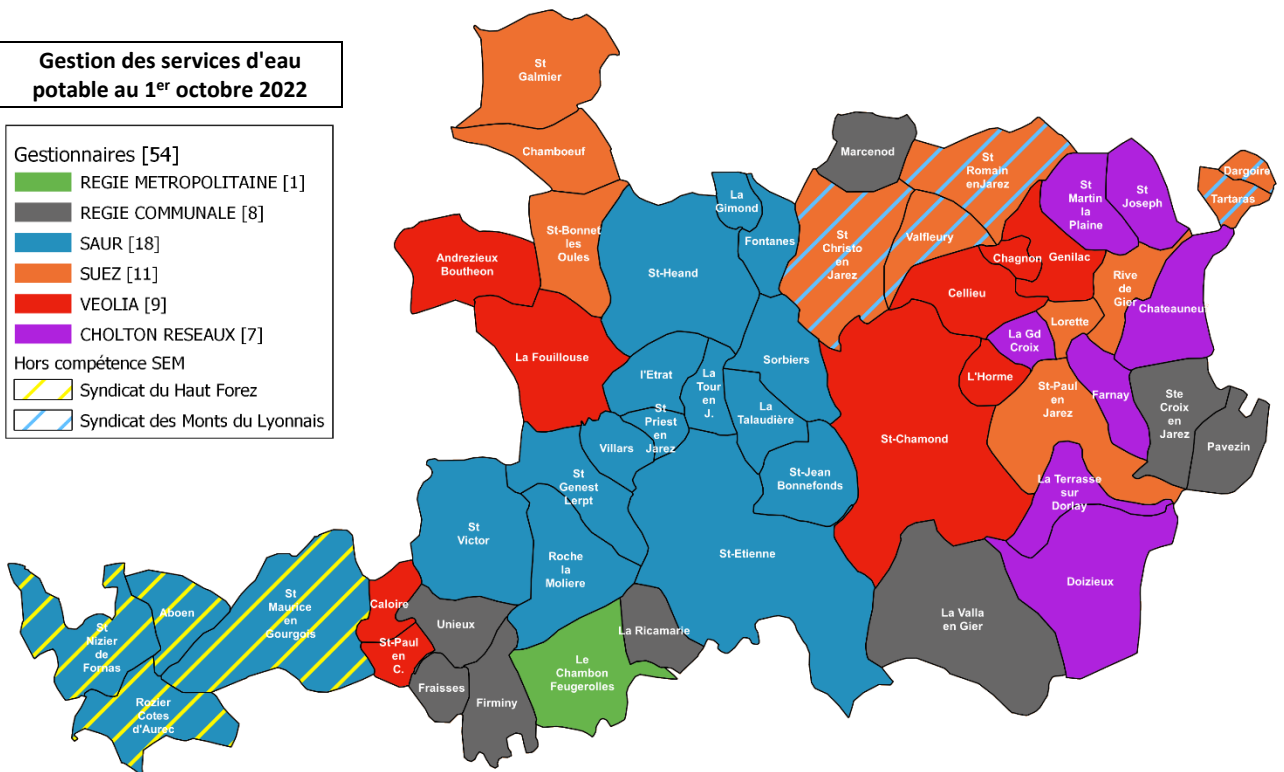 Gestion des services d'eau
potable au 1er octobre 2022
Gestionnaires [54]
REGIE METROPOLITAINE [1]
REGIE COMMUNALE [8]
SAUR [18]
SUEZ [11]
VEOLIA [9]
CHOLTON RESEAUX [7]
Hors compétence SEM
Syndicat du Haut Forez
Syndicat des Monts du Lyonnais
St
Galmier
Chamboeuf
St-Bonnet
les
Oules
Andrezieux
Boutheon
La Fouillouse
La
Gimond
Fontanes
St-Heand
Marcenod
St
Romain
enJarez
St
Christo
en
Jarez
Valfleury
St
Martin
la
Plaine
St
Joseph
Dargoire
Tartaras
Chagnon
Genilac
Cellieu
Rive
de
Gier
Chateauneu
Lorette
La Gd
Croix
L'Horme
Sorbiers
l'Etrat
La
Tour
en
J.
La
Talaudière
St
Priest
en
Jarez
Villars
St-Jean
Bonnefonds
St-Chamond
St-Paul
en
Jarez
Farnay
Ste
Croix
en
Jarez
Pavezin
St
Genest
Lerpt
La Terrasse
sur
Dorlay
St
Victor
Roche
la
Moliere
St-Etienne
Doizieux
La Valla
en Gier
St
Maurice
en
Gourgois
Aboen
St
Nizier
de
Fornas
Rozier
Cotes
d'Aurec
Caloire
St-Paul
en
C.
Unieux
Fraisses
Firminy
Le
Chambon
Feugerolles
La Ricamarie